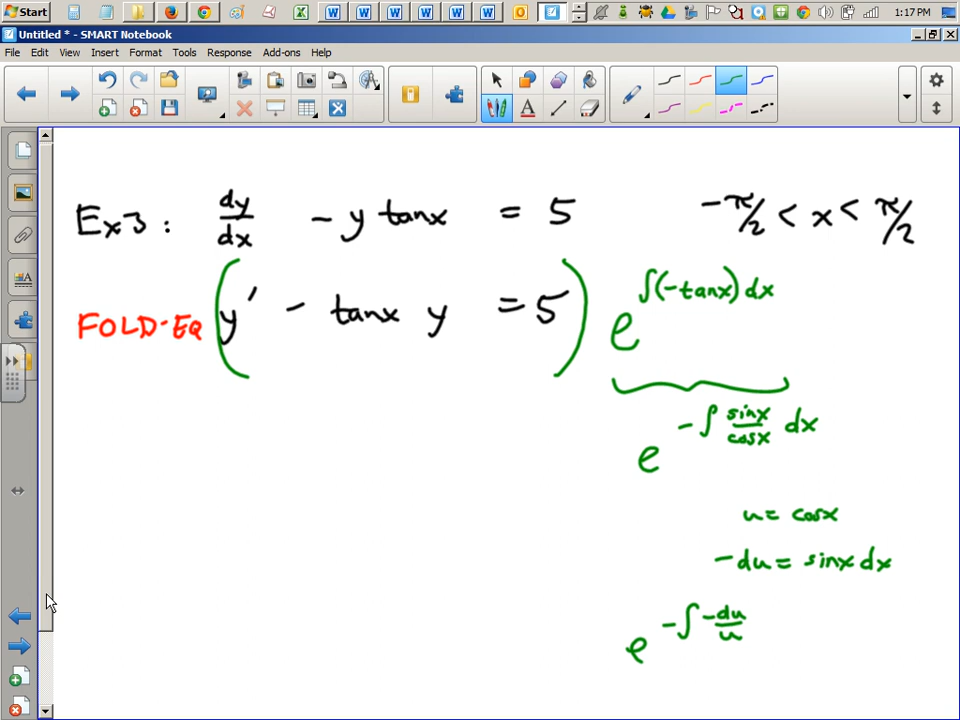 Start
1:17 PM
Untitled * - SMART Notebook
File Edit View Insert Format Tools Response Add-ons Help
Ex3: dy/dx - y tanx = 5 -π/2 < x < π/2
FOLD-EQ (y' - tanx y = 5) e^∫(-tanx)dx
e^-∫ sinx/cosx dx
u = cosx
-du = sinx dx
e^-∫ -du/u